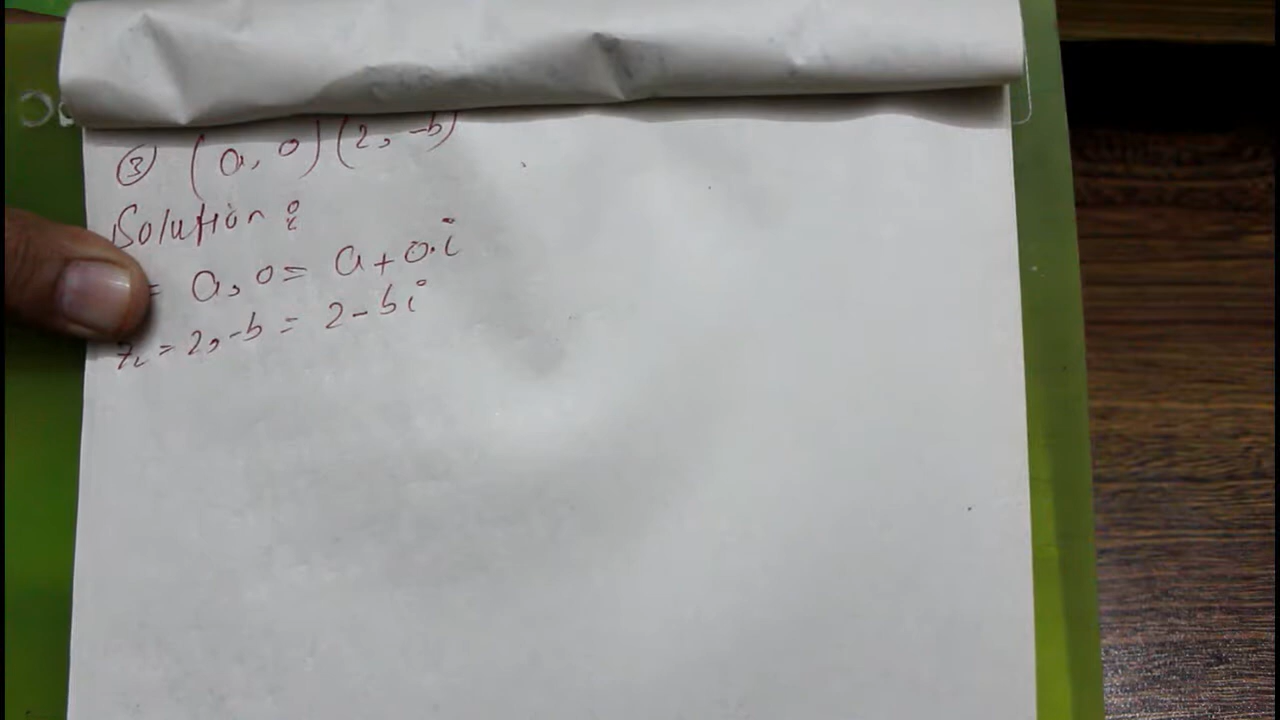 ③ (a, 0)(2, -b)
Solution :
= a, 0 = a + 0.i
z₂ = 2, -b = 2 - bi